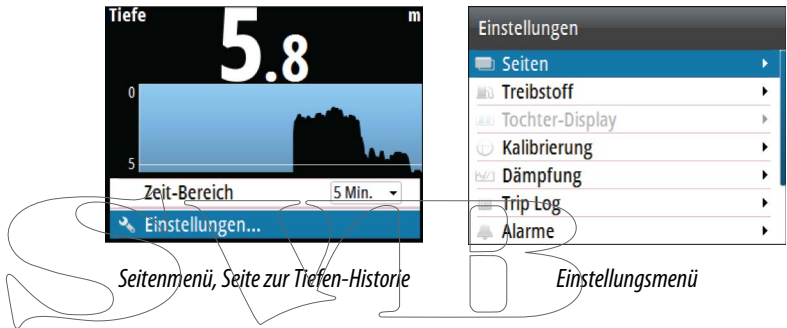 Tiefe
m
5.8
0
5
Zeit-Bereich
5 Min.
Einstellungen...
Seitenmenü, Seite zur Tiefen-Historie
Einstellungen
Seiten
Treibstoff
Tochter-Display
Kalibrierung
Dämpfung
Trip Log
Alarme
Einstellungsmenü
SVB